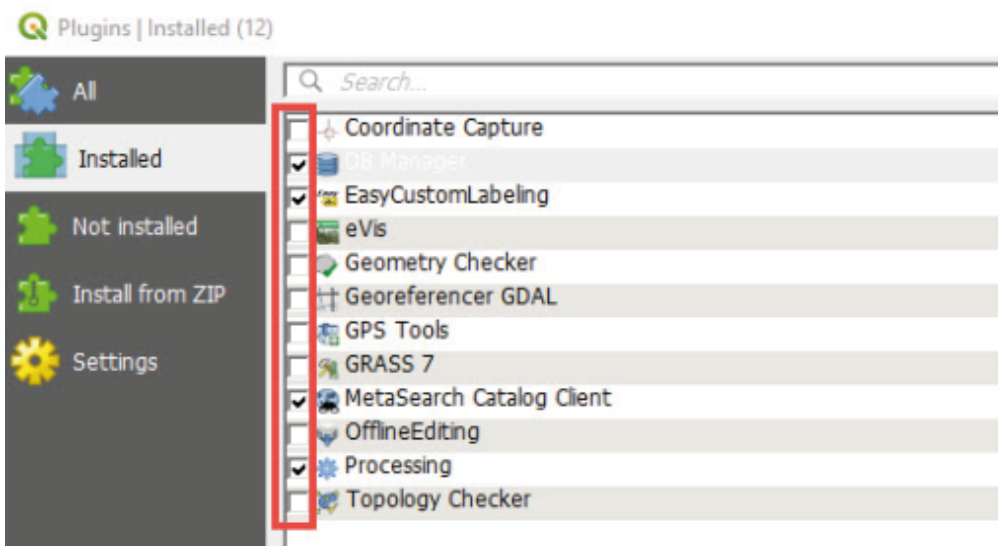 Plugins | Installed (12)
All
Installed
Not installed
Install from ZIP
Settings
Search...
Coordinate Capture
DB Manager
EasyCustomLabeling
eVis
Geometry Checker
Georeferencer GDAL
GPS Tools
GRASS 7
MetaSearch Catalog Client
OfflineEditing
Processing
Topology Checker